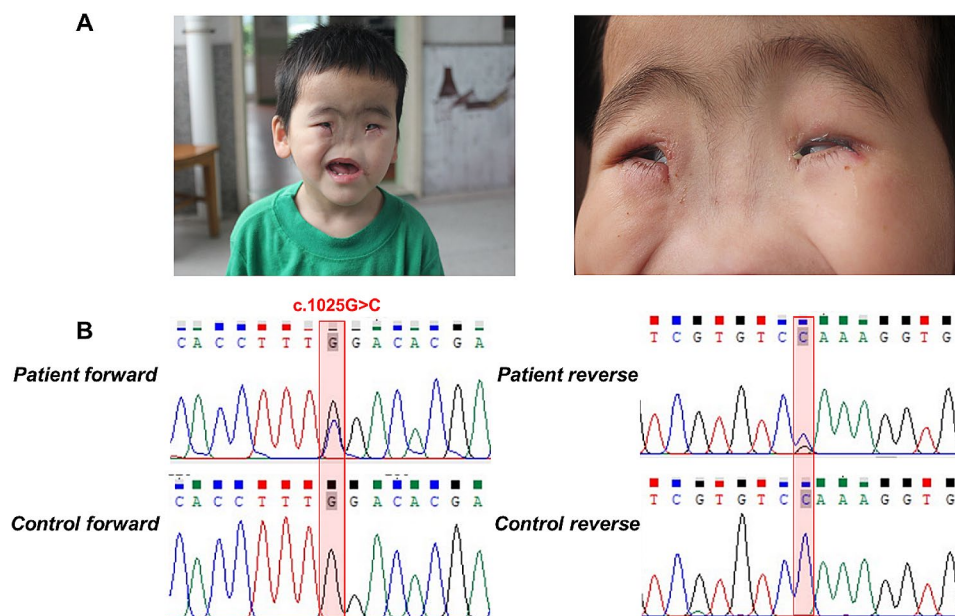 A
B
c.1025G>C
Patient forward
C A C C T T T G G A C A C G A
Patient reverse
T C G T G T C C A A A G G T G
Control forward
C A C C T T T G G A C A C G A
Control reverse
T C G T G T C C A A A G G T G